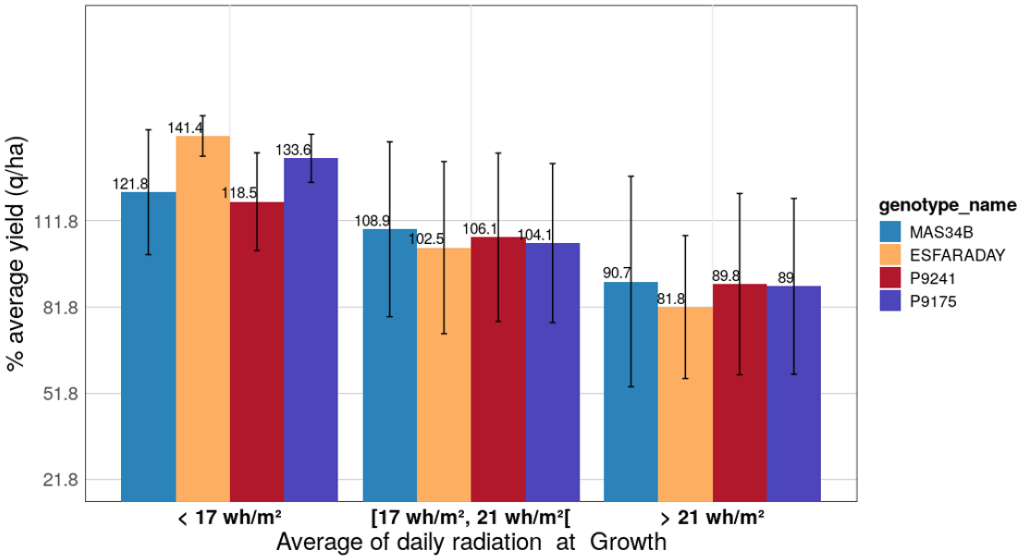 % average yield (q/ha)
111.8
81.8
51.8
21.8
121.8
141.4
118.5
133.6
108.9
102.5
106.1
104.1
90.7
81.8
89.8
89
< 17 wh/m²
[17 wh/m², 21 wh/m²[
> 21 wh/m²
Average of daily radiation at Growth
genotype_name
MAS34B
ESFARADAY
P9241
P9175